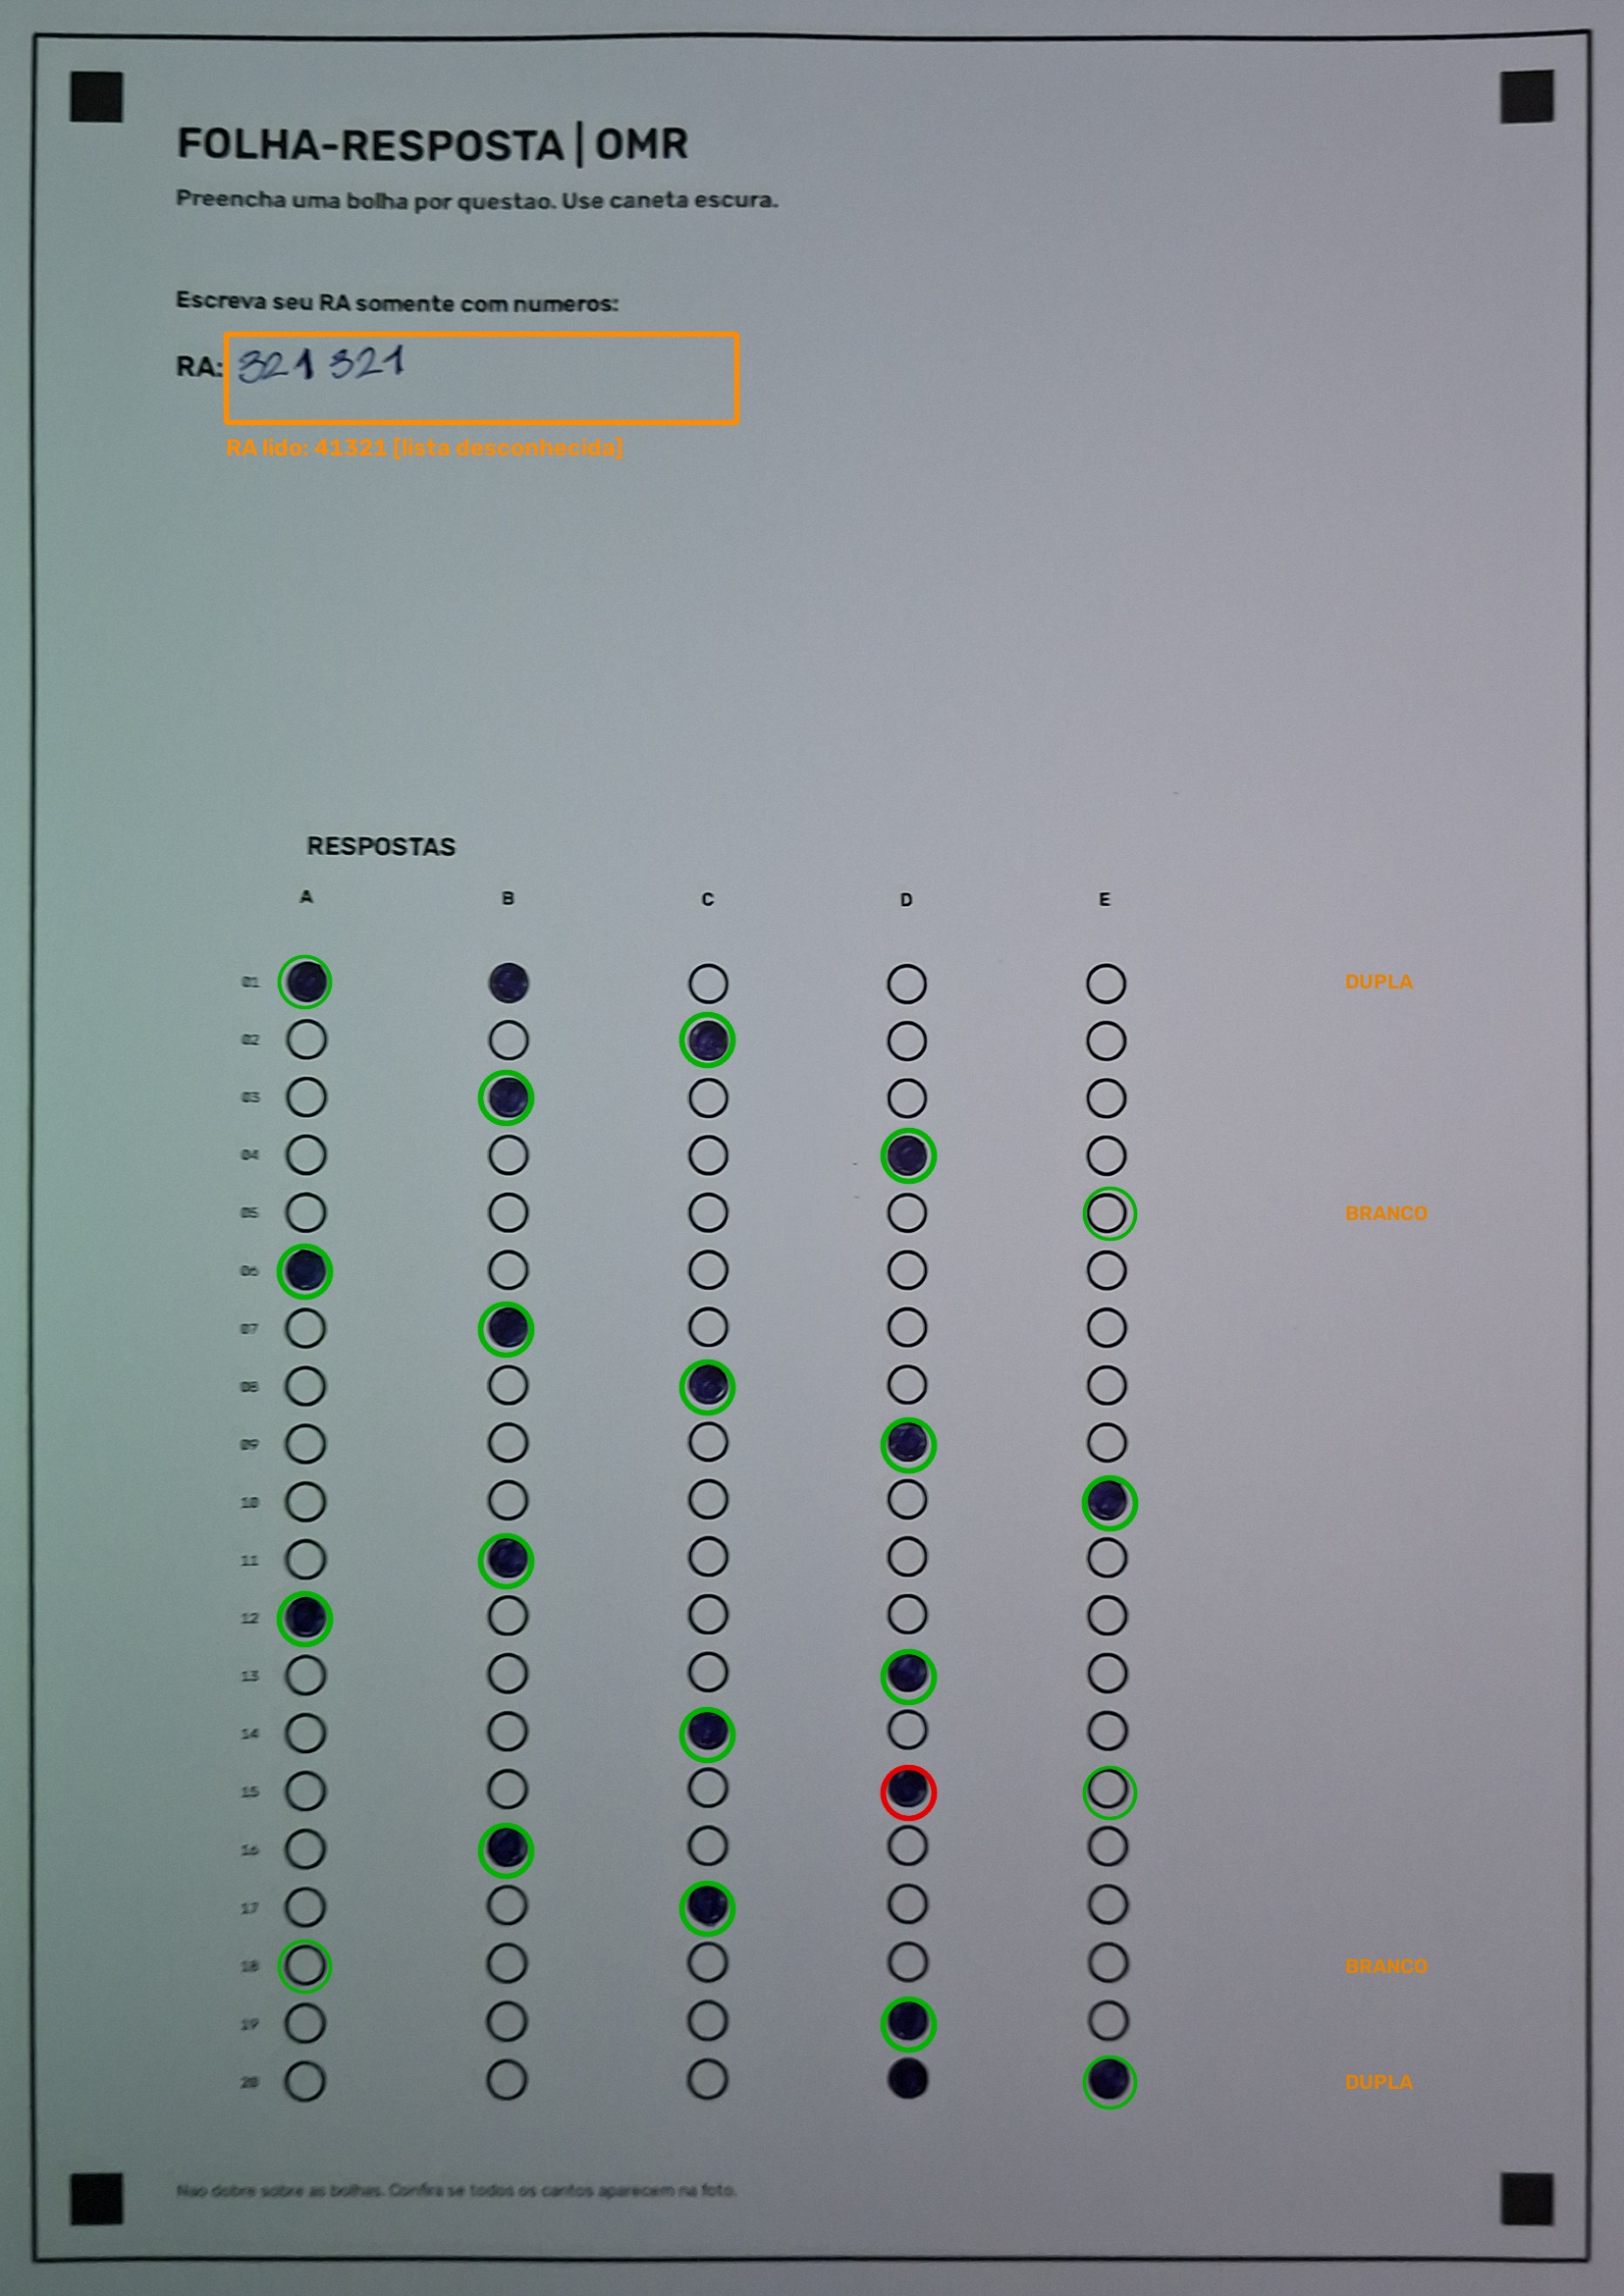 FOLHA-RESPOSTA | OMR
Preencha uma bolha por questao. Use caneta escura.
Escreva seu RA somente com numeros:
RA: 321 321
RA lido: 41321 [lista desconhecida]
RESPOSTAS
A B C D E
01 DUPLA
02
03
04
05 BRANCO
06
07
08
09
10
11
12
13
14
15
16
17
18 BRANCO
19
20 DUPLA
Nao dobre sobre as bolhas. Confira se todos os cantos aparecem na foto.